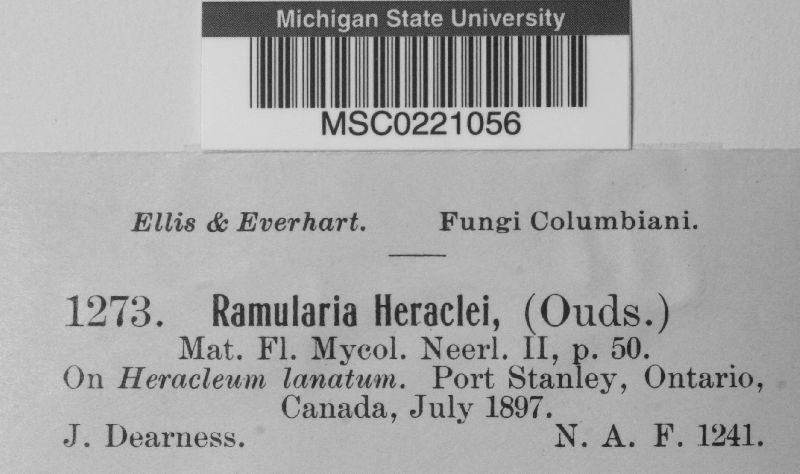 Michigan State University
MSC0221056
Ellis & Everhart. Fungi Columbiani.
1273. Ramularia Heraclei, (Ouds.)
Mat. Fl. Mycol. Neerl. II, p. 50.
On Heracleum lanatum. Port Stanley, Ontario,
Canada, July 1897.
J. Dearness. N. A. F. 1241.